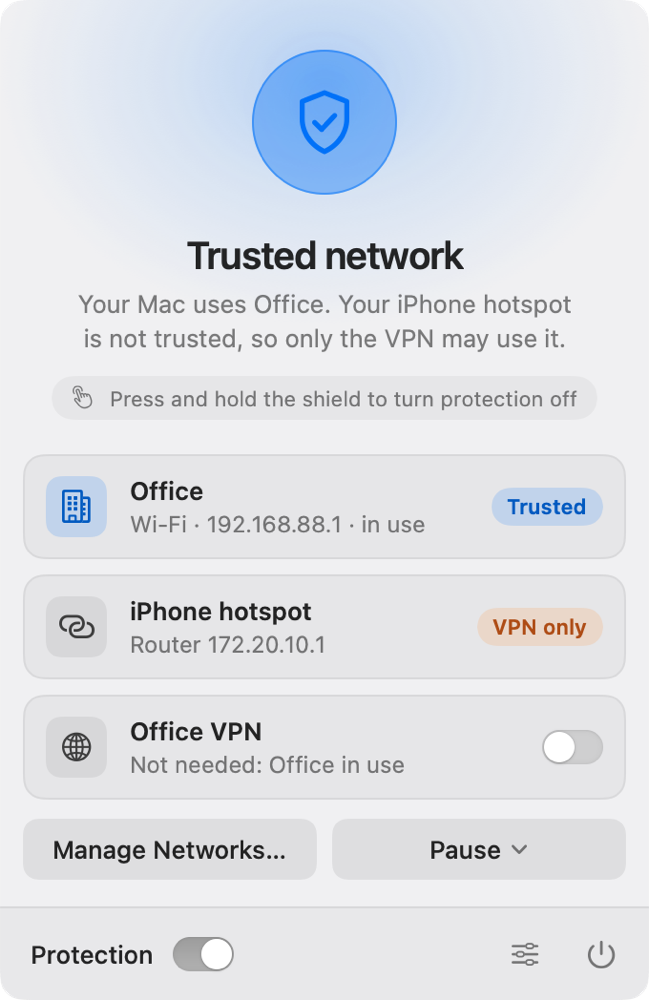 Trusted network
Your Mac uses Office. Your iPhone hotspot
is not trusted, so only the VPN may use it.
Press and hold the shield to turn protection off
Office
Wi-Fi · 192.168.88.1 · in use
Trusted
iPhone hotspot
Router 172.20.10.1
VPN only
Office VPN
Not needed: Office in use
Manage Networks...
Pause
Protection